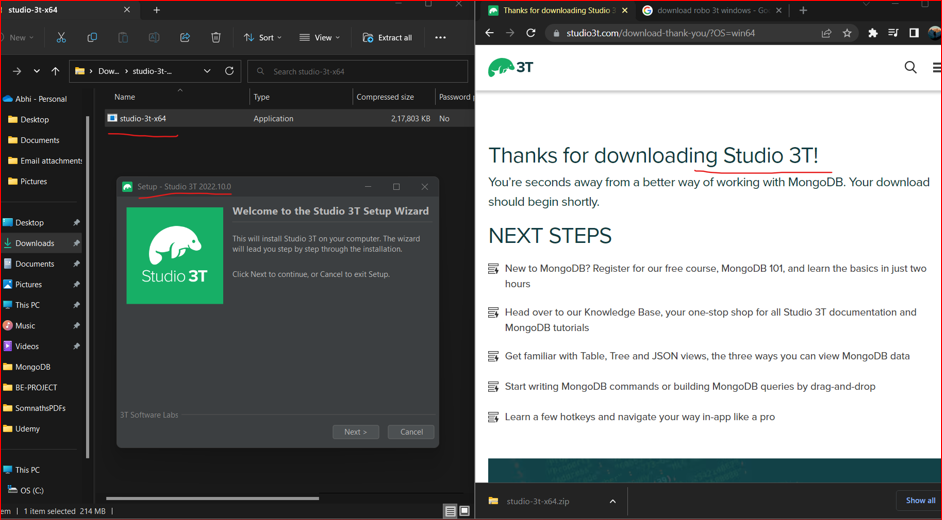 studio-3t-x64
New
Sort
View
Extract all
Dow...
studio-3t-...
Search studio-3t-x64
Name
Type
Compressed size
Password
studio-3t-x64
Application
2,17,803 KB
No
Abhi - Personal
Desktop
Documents
Email attachments
Pictures
Desktop
Downloads
Documents
Pictures
This PC
Music
Videos
MongoDB
BE-PROJECT
SomnathsPDFs
Udemy
This PC
OS (C:)
em
1 item selected 214 MB
Setup - Studio 3T 2022.10.0
Studio 3T
Welcome to the Studio 3T Setup Wizard
This will install Studio 3T on your computer. The wizard
will lead you step by step through the installation.
Click Next to continue, or Cancel to exit Setup.
3T Software Labs
Next >
Cancel
Thanks for downloading Studio 3
download robo 3t windows - Go
studio3t.com/download-thank-you/?OS=win64
3T
Thanks for downloading Studio 3T!
You're seconds away from a better way of working with MongoDB. Your download
should begin shortly.
NEXT STEPS
New to MongoDB? Register for our free course, MongoDB 101, and learn the basics in just two
hours
Head over to our Knowledge Base, your one-stop shop for all Studio 3T documentation and
MongoDB tutorials
Get familiar with Table, Tree and JSON views, the three ways you can view MongoDB data
Start writing MongoDB commands or building MongoDB queries by drag-and-drop
Learn a few hotkeys and navigate your way in-app like a pro
studio-3t-x64.zip
Show all